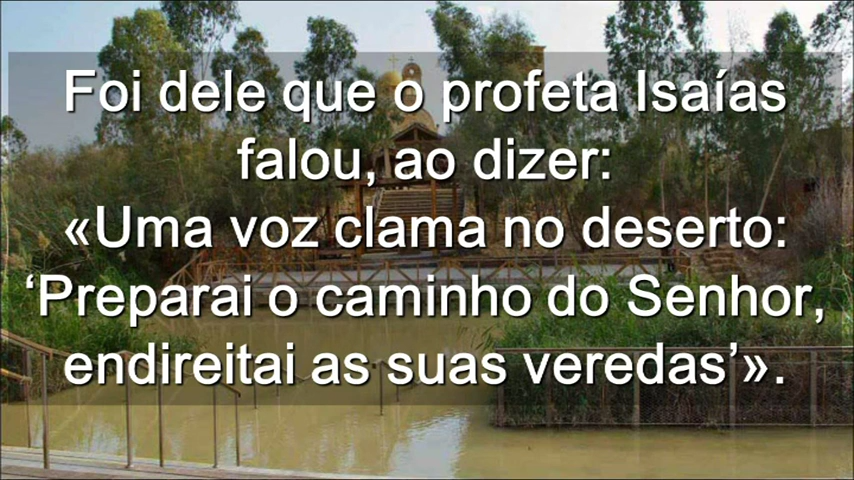 Foi dele que o profeta Isaías
falou, ao dizer:
«Uma voz clama no deserto:
‘Preparai o caminho do Senhor,
endireitai as suas veredas’».